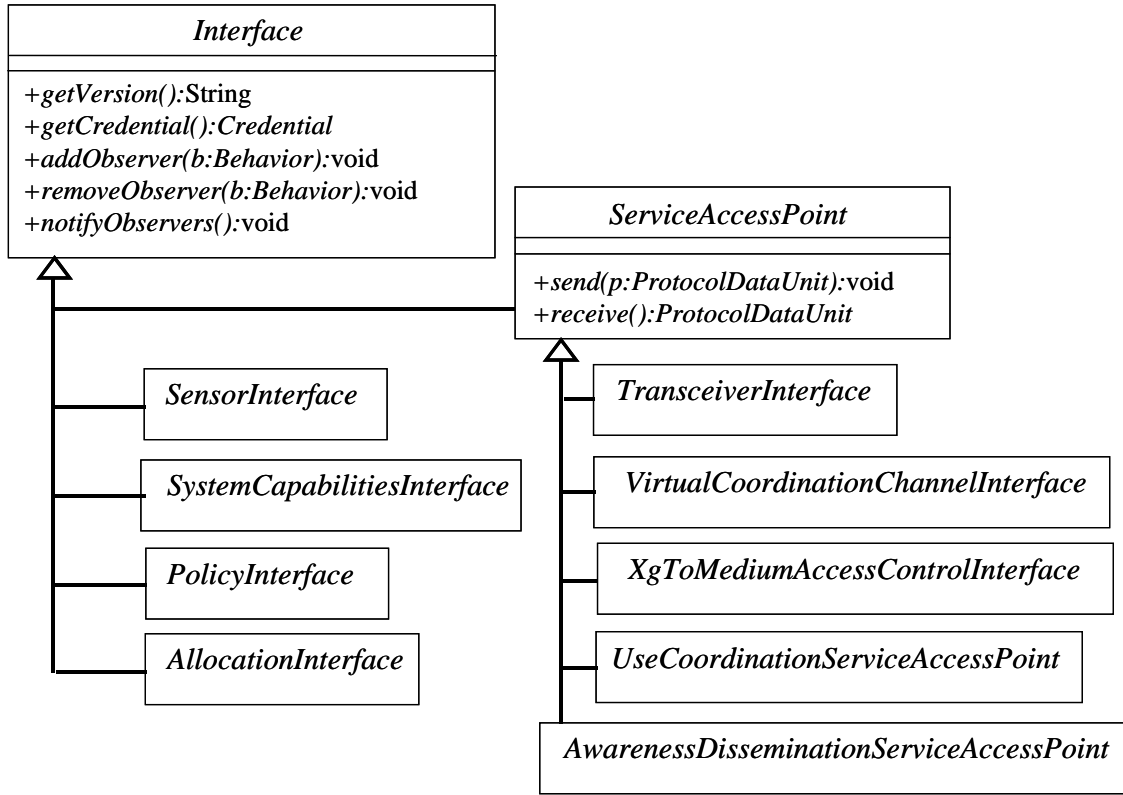 Interface
+getVersion():String
+getCredential():Credential
+addObserver(b:Behavior):void
+removeObserver(b:Behavior):void
+notifyObservers():void
ServiceAccessPoint
+send(p:ProtocolDataUnit):void
+receive():ProtocolDataUnit
SensorInterface
SystemCapabilitiesInterface
PolicyInterface
AllocationInterface
TransceiverInterface
VirtualCoordinationChannelInterface
XgToMediumAccessControlInterface
UseCoordinationServiceAccessPoint
AwarenessDisseminationServiceAccessPoint